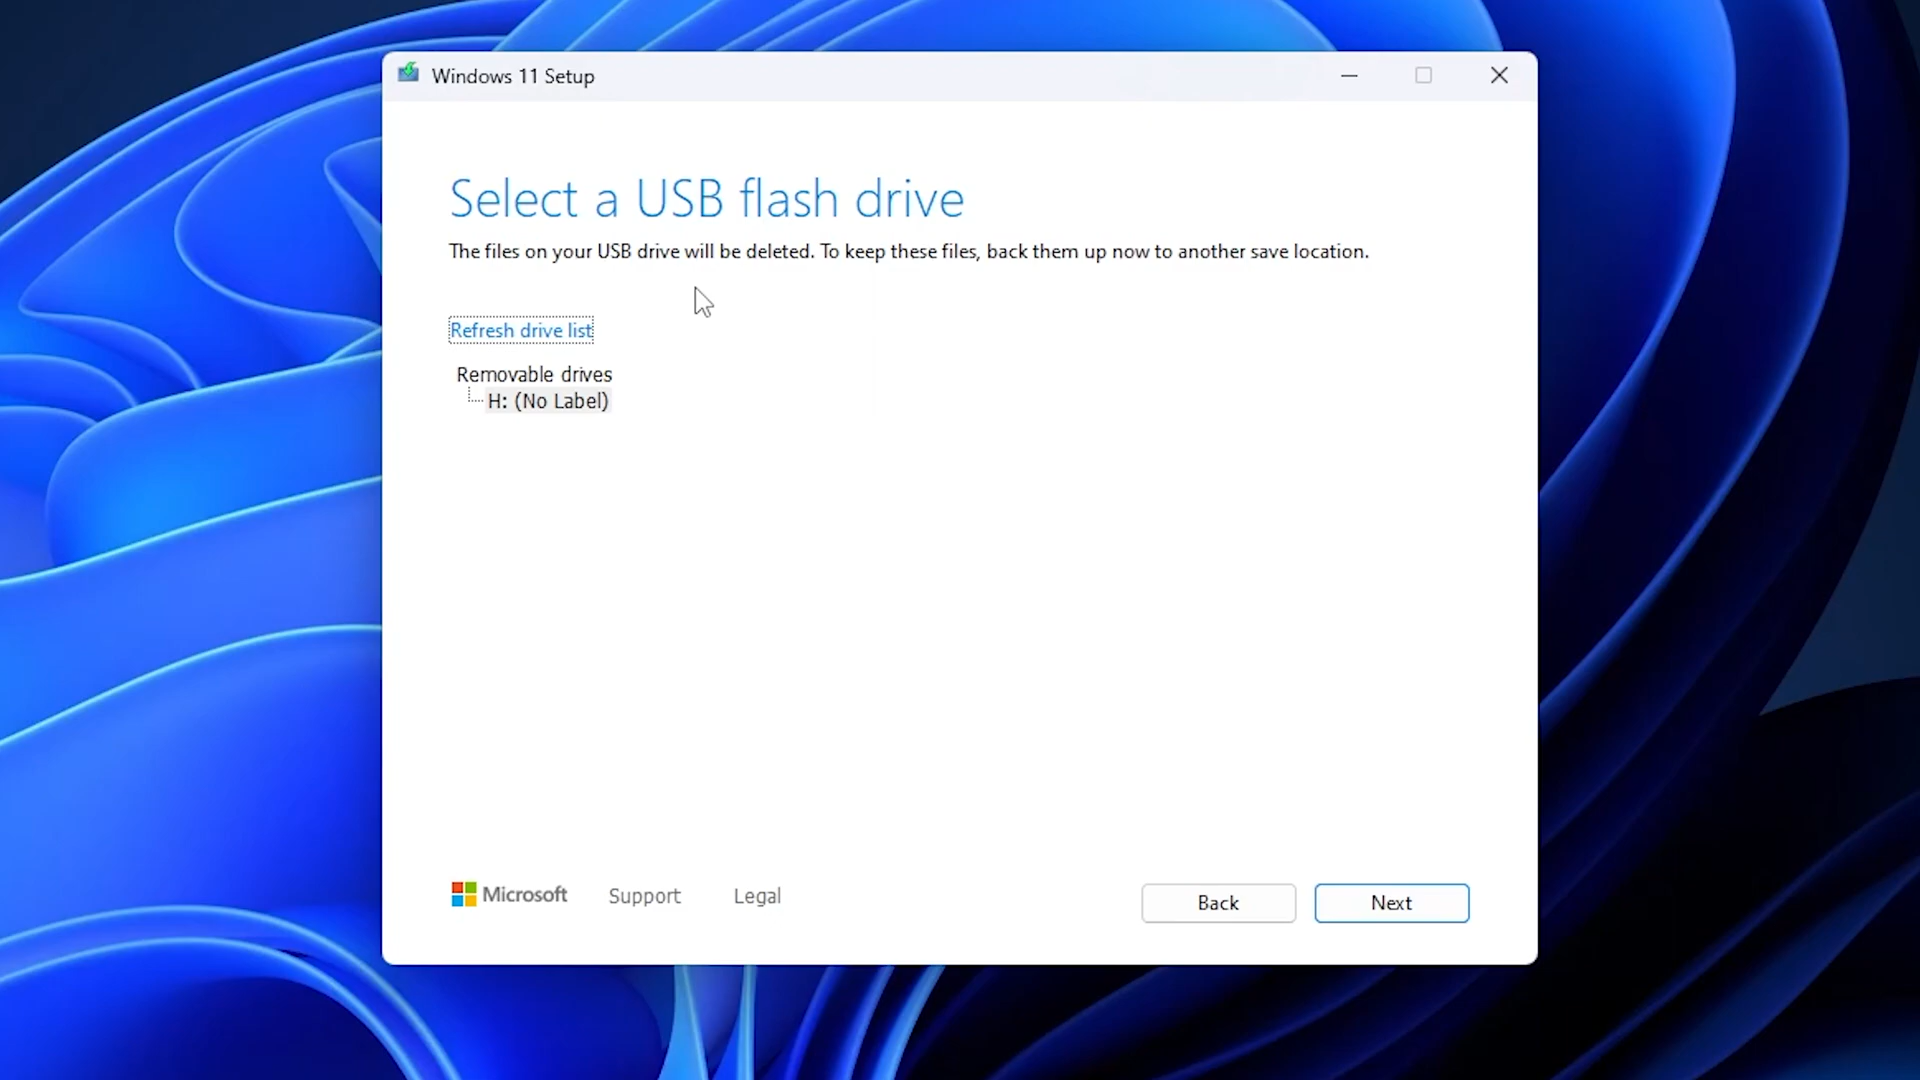 Windows 11 Setup
Select a USB flash drive
The files on your USB drive will be deleted. To keep these files, back them up now to another save location.
Refresh drive list
Removable drives
H: (No Label)
Microsoft Support Legal
Back Next